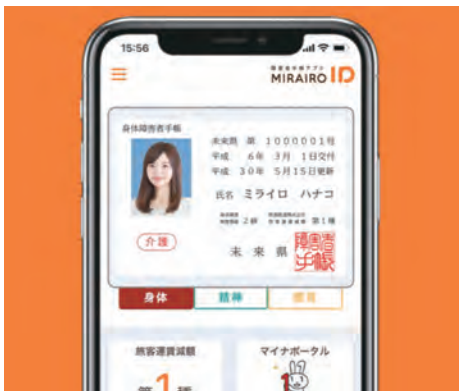 15:56
障害者手帳アプリ
MIRAIRO ID
身体障害者手帳
未来県 第 1000001号
平成 6年 3月 1日交付
平成 30年 5月15日更新
氏名 ミライロ ハナコ
2級 第1種
介護
未来県
障害者手帳
身体
精神
療育
旅客運賃減額
マイナポータル
第1種